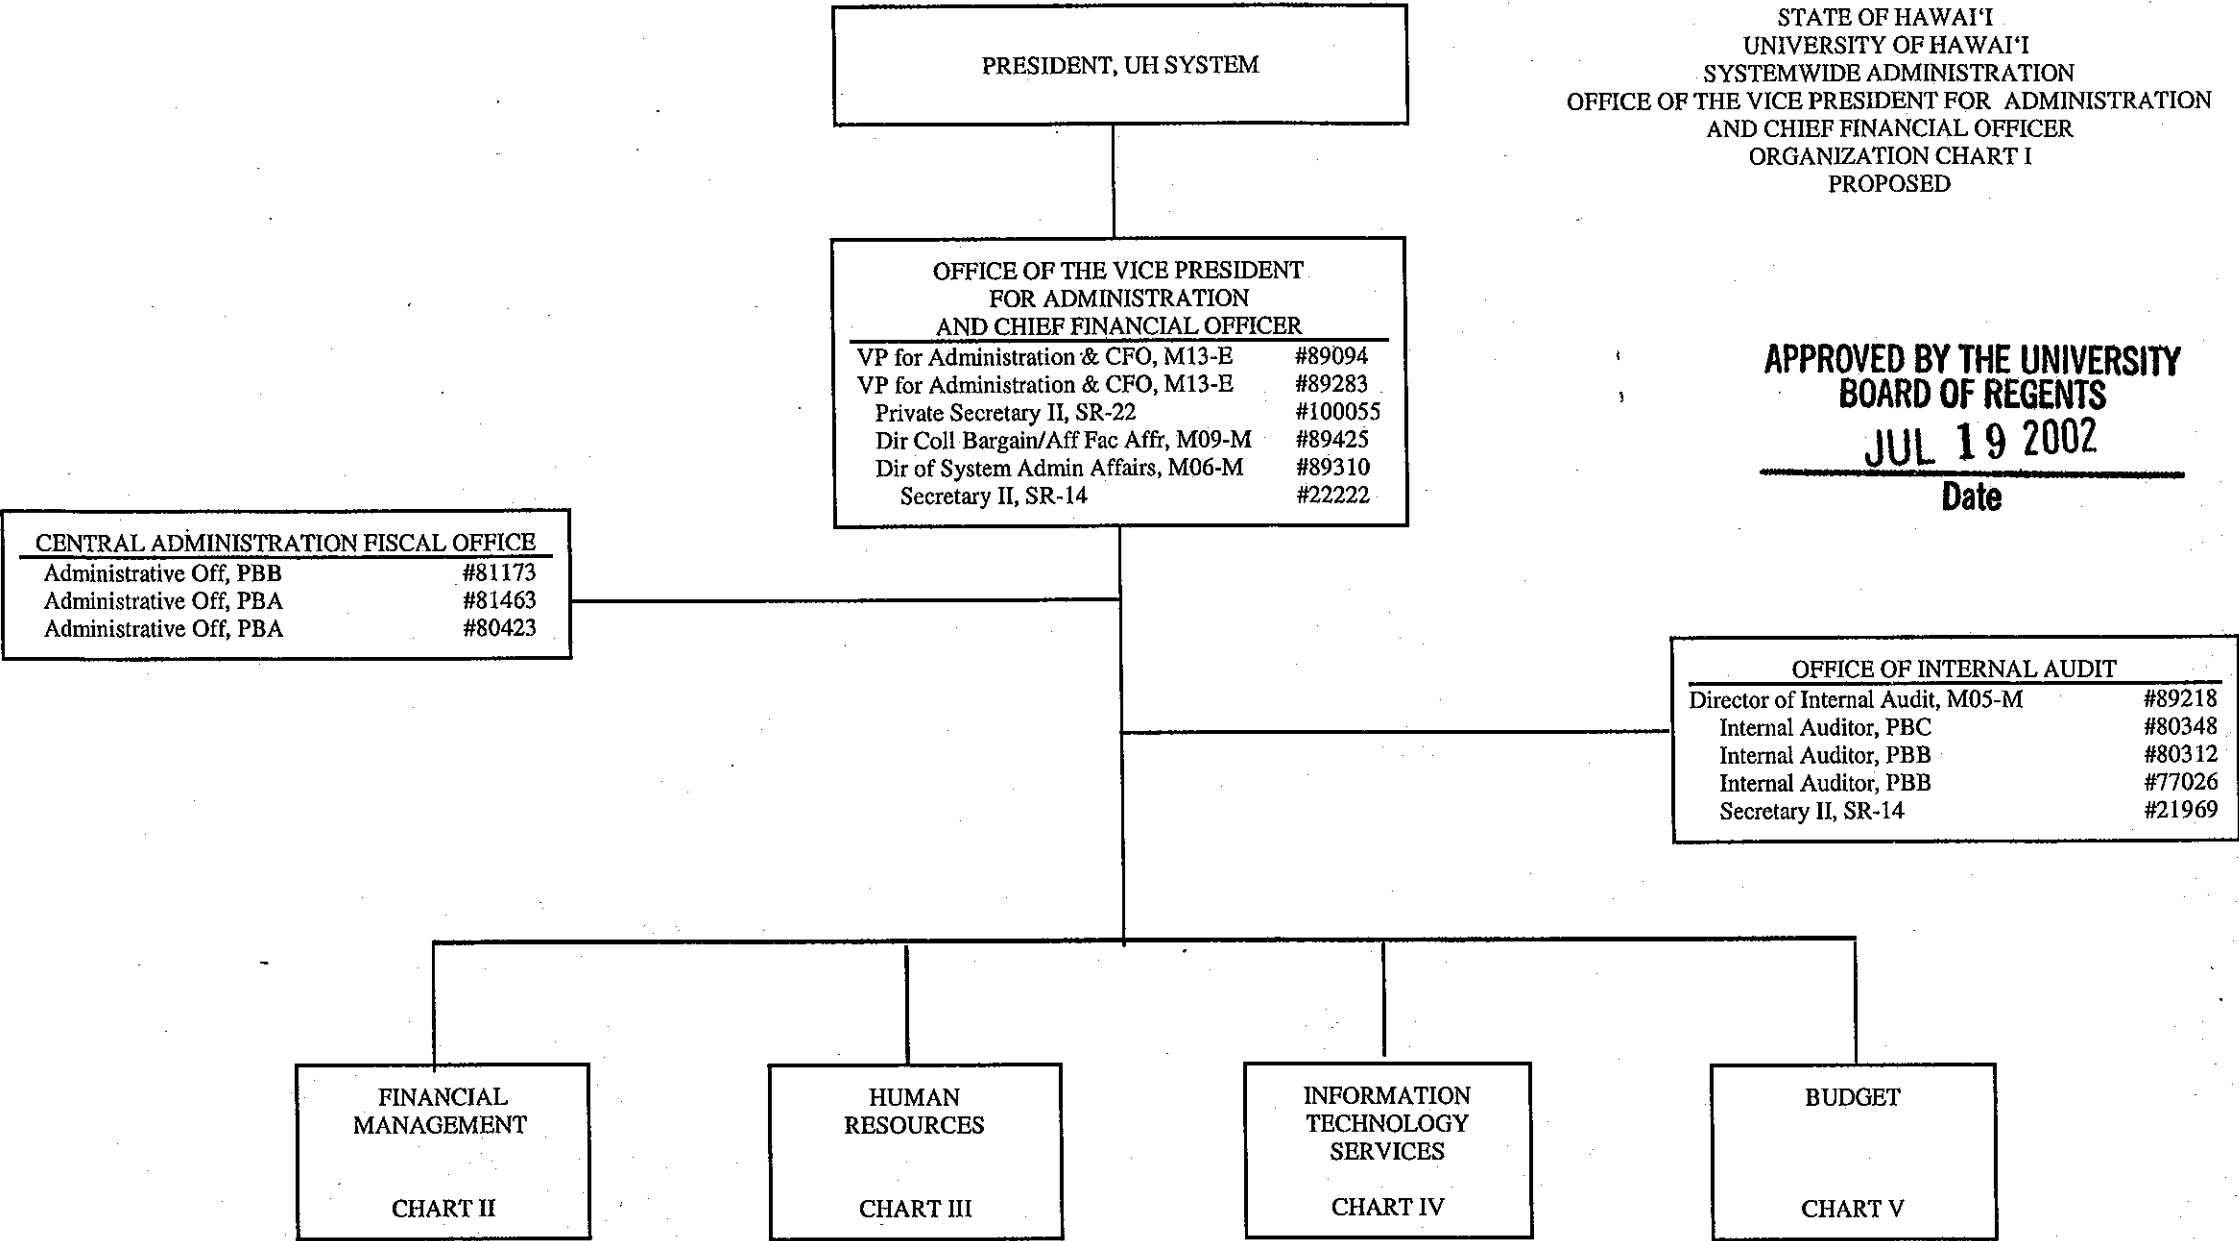 PRESIDENT, UH SYSTEM
STATE OF HAWAI‘I
UNIVERSITY OF HAWAI‘I
SYSTEMWIDE ADMINISTRATION
OFFICE OF THE VICE PRESIDENT FOR ADMINISTRATION
AND CHIEF FINANCIAL OFFICER
ORGANIZATION CHART I
PROPOSED
OFFICE OF THE VICE PRESIDENT
FOR ADMINISTRATION
AND CHIEF FINANCIAL OFFICER
VP for Administration & CFO, M13-E #89094
VP for Administration & CFO, M13-E #89283
Private Secretary II, SR-22 #100055
Dir Coll Bargain/Aff Fac Affr, M09-M #89425
Dir of System Admin Affairs, M06-M #89310
Secretary II, SR-14 #22222
APPROVED BY THE UNIVERSITY
BOARD OF REGENTS
JUL 19 2002
Date
CENTRAL ADMINISTRATION FISCAL OFFICE
Administrative Off, PBB #81173
Administrative Off, PBA #81463
Administrative Off, PBA #80423
OFFICE OF INTERNAL AUDIT
Director of Internal Audit, M05-M #89218
Internal Auditor, PBC #80348
Internal Auditor, PBB #80312
Internal Auditor, PBB #77026
Secretary II, SR-14 #21969
FINANCIAL
MANAGEMENT
CHART II
HUMAN
RESOURCES
CHART III
INFORMATION
TECHNOLOGY
SERVICES
CHART IV
BUDGET
CHART V